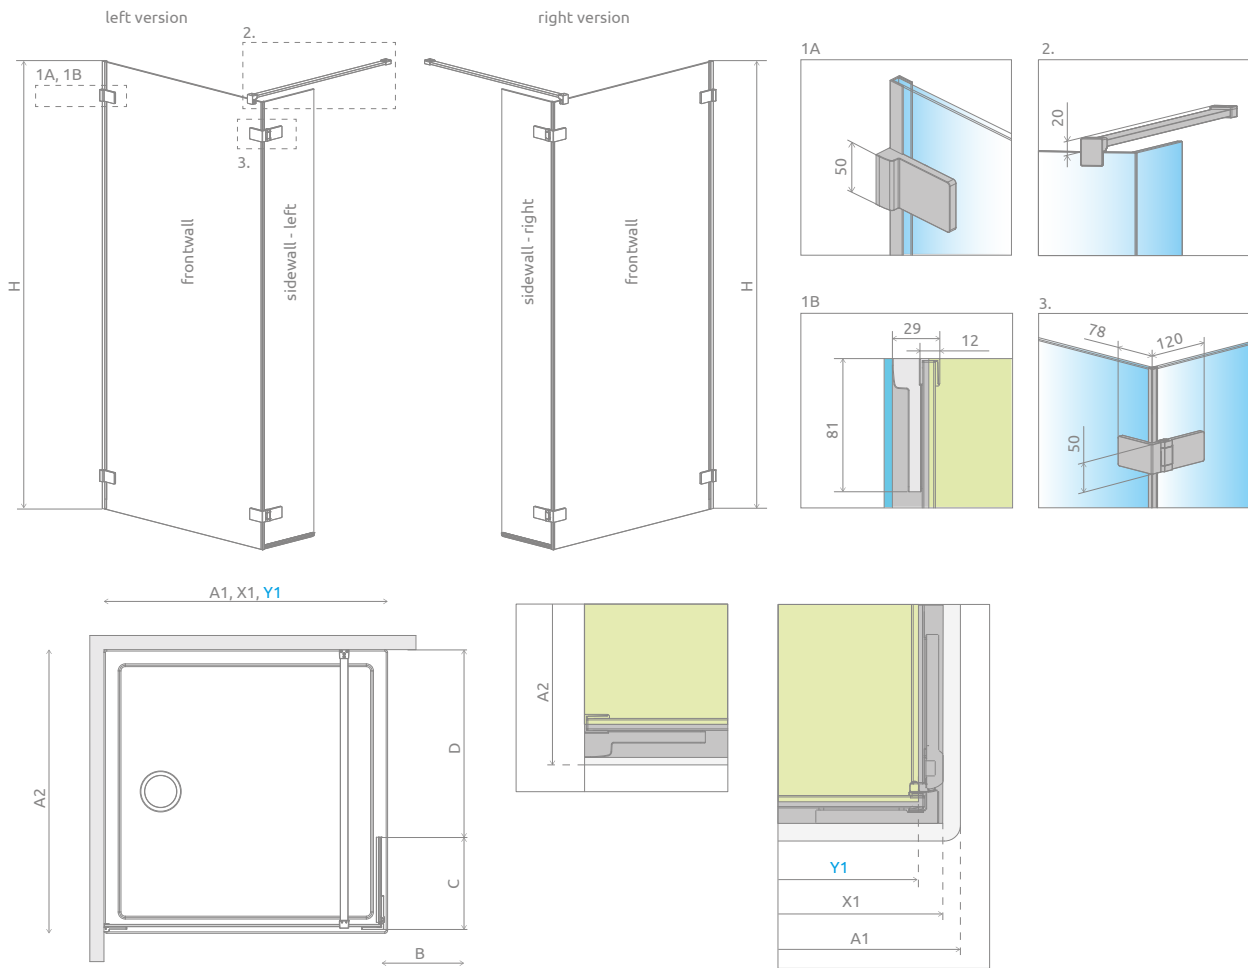 left version
right version
2.
1A, 1B
3.
H
frontwall
sidewall - left
sidewall - right
frontwall
H
1A
50
2.
20
1B
29
12
81
3.
78
120
50
A1, X1, Y1
A2
D
C
B
A2
Y1
X1
A1